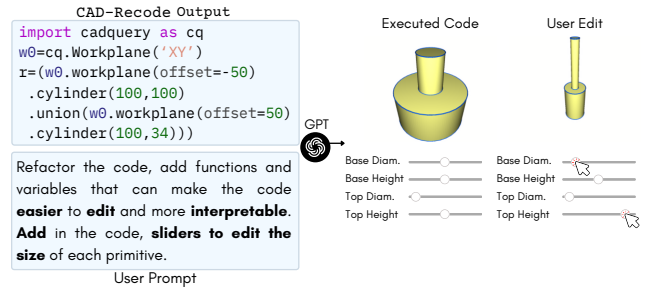 CAD-Recode Output
import cadquery as cq
w0=cq.Workplane('XY')
r=(w0.workplane(offset=-50)
.cylinder(100,100)
.union(w0.workplane(offset=50)
.cylinder(100,34)))
Refactor the code, add functions and
variables that can make the code
easier to edit and more interpretable.
Add in the code, sliders to edit the
size of each primitive.
User Prompt
GPT
Executed Code
Base Diam.
Base Height
Top Diam.
Top Height
User Edit
Base Diam.
Base Height
Top Diam.
Top Height